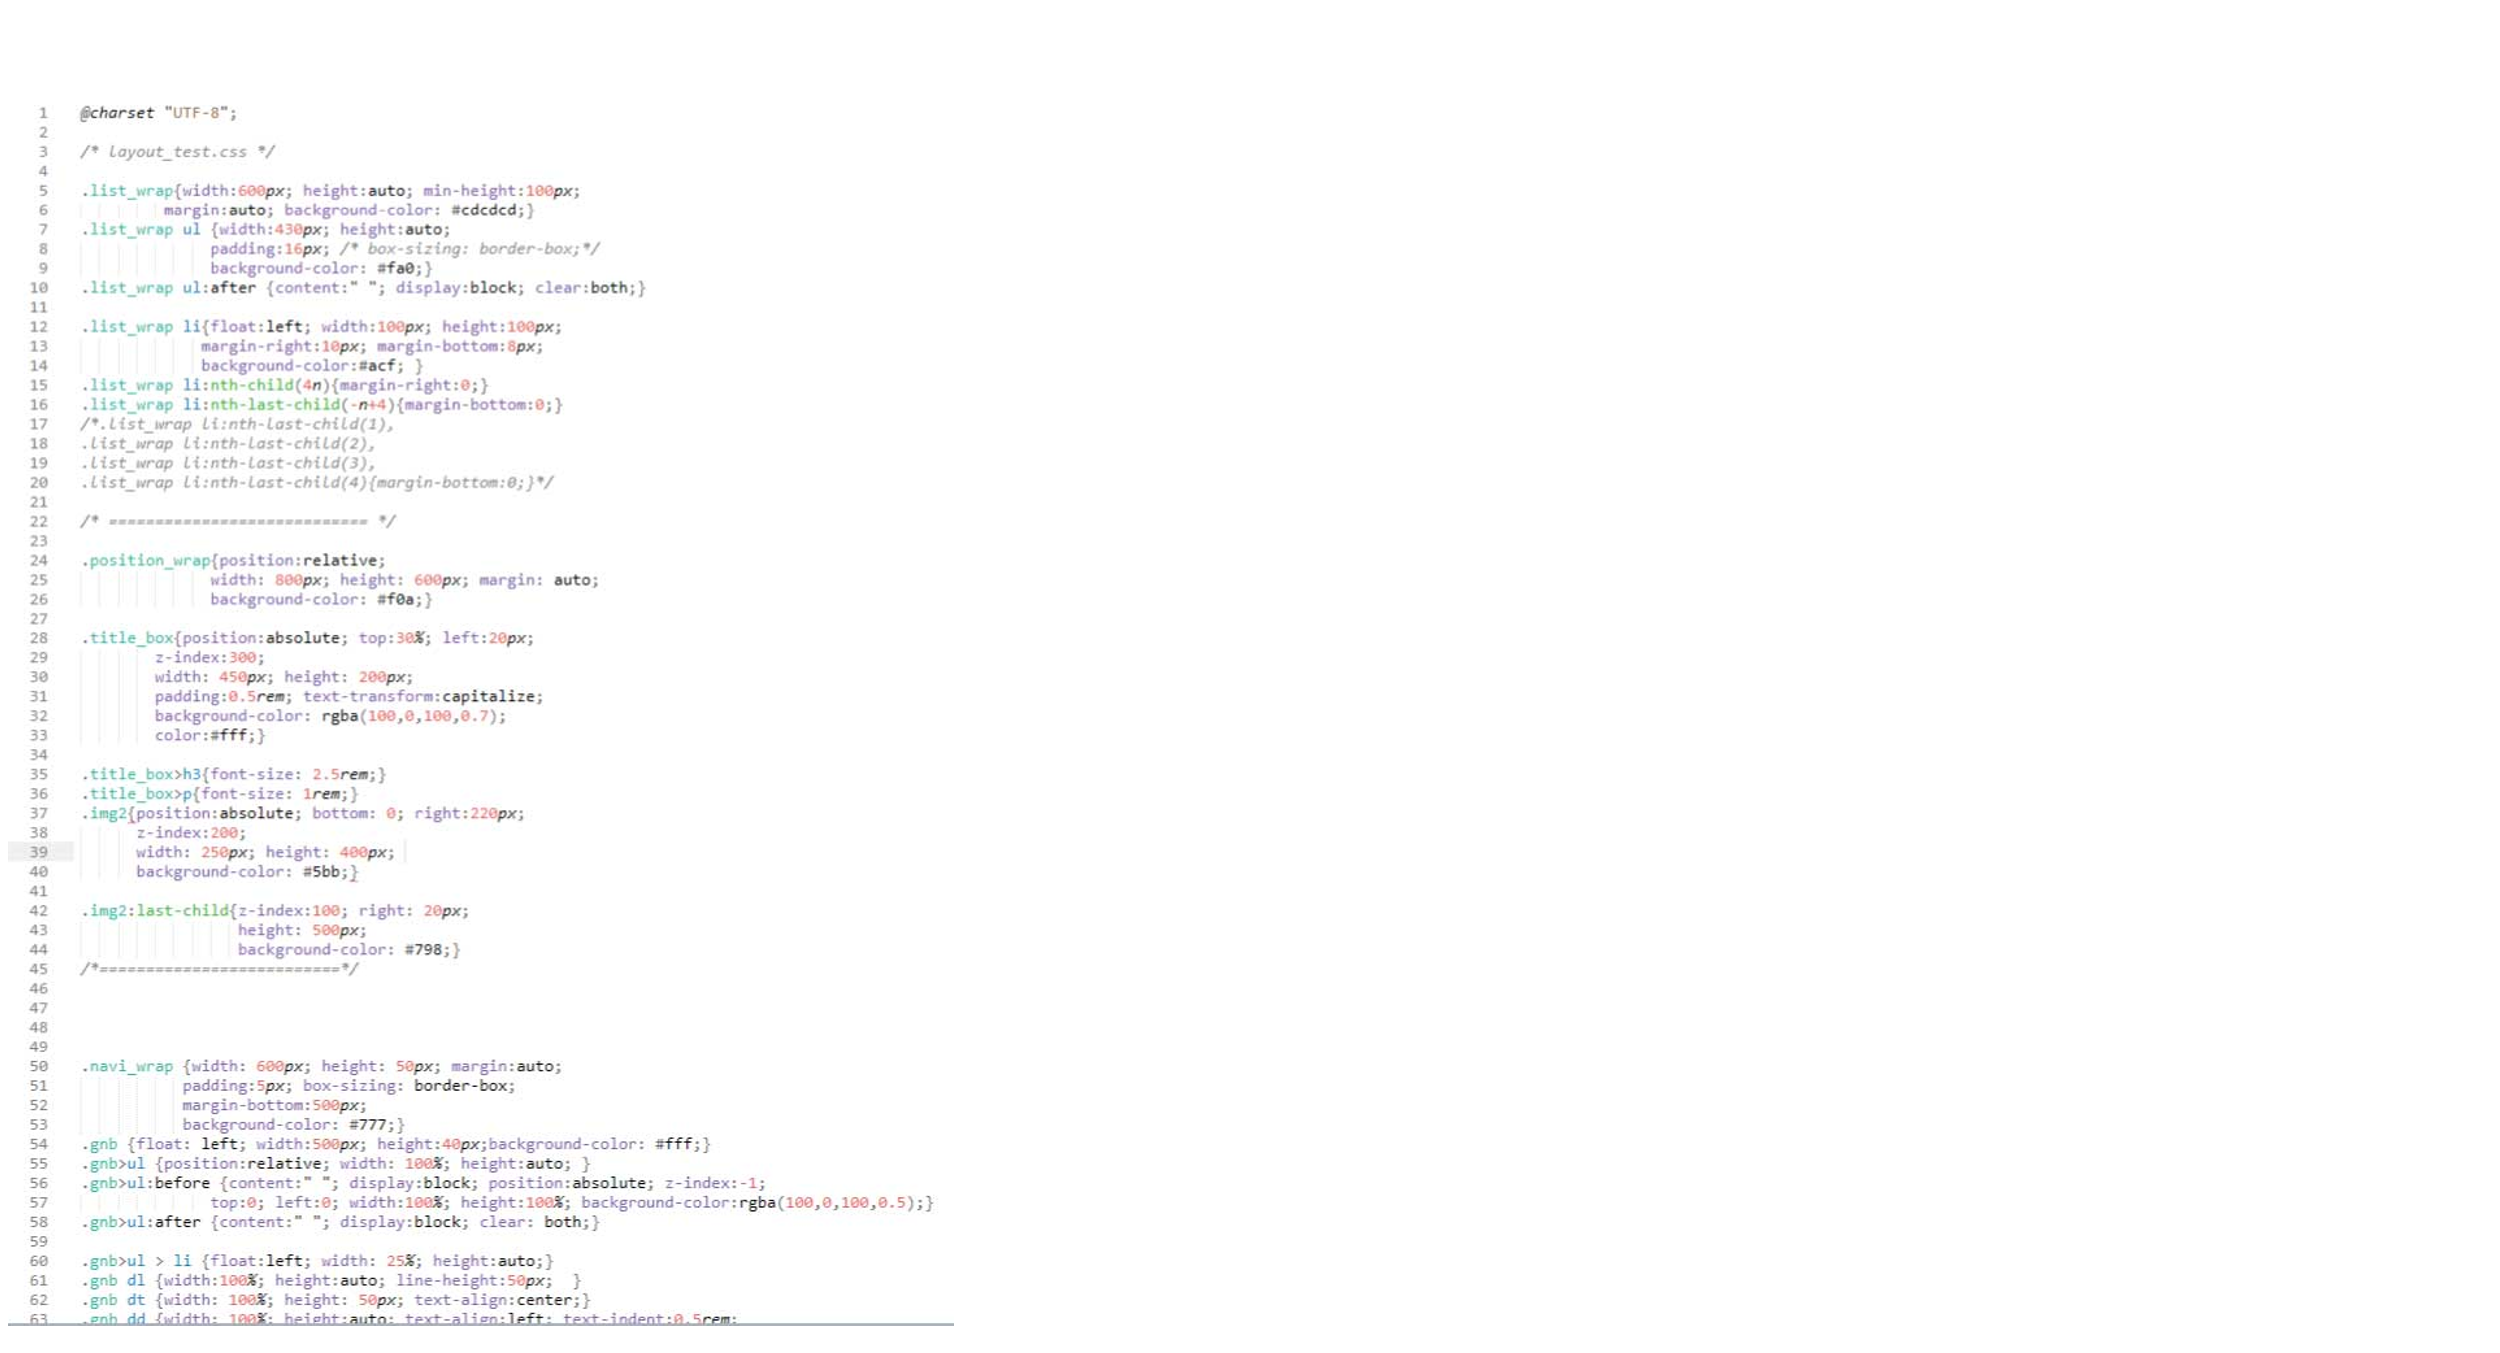 1 @charset "UTF-8";
2
3 /* layout_test.css */
4
5 .list_wrap{width:600px; height:auto; min-height:100px;
6 margin:auto; background-color: #cdcdcd;}
7 .list_wrap ul {width:430px; height:auto;
8 padding:16px; /* box-sizing: border-box;*/
9 background-color: #fa0;}
10 .list_wrap ul:after {content:" "; display:block; clear:both;}
11
12 .list_wrap li{float:left; width:100px; height:100px;
13 margin-right:10px; margin-bottom:8px;
14 background-color:#acf; }
15 .list_wrap li:nth-child(4n){margin-right:0;}
16 .list_wrap li:nth-last-child(-n+4){margin-bottom:0;}
17 /*.list_wrap li:nth-last-child(1),
18 .list_wrap li:nth-last-child(2),
19 .list_wrap li:nth-last-child(3),
20 .list_wrap li:nth-last-child(4){margin-bottom:0;}*/
21
22 /* ============================ */
23
24 .position_wrap{position:relative;
25 width: 800px; height: 600px; margin: auto;
26 background-color: #f0a;}
27
28 .title_box{position:absolute; top:30%; left:20px;
29 z-index:300;
30 width: 450px; height: 200px;
31 padding:0.5rem; text-transform:capitalize;
32 background-color: rgba(100,0,100,0.7);
33 color:#fff;}
34
35 .title_box>h3{font-size: 2.5rem;}
36 .title_box>p{font-size: 1rem;}
37 .img2{position:absolute; bottom: 0; right:220px;
38 z-index:200;
39 width: 250px; height: 400px;
40 background-color: #5bb;}
41
42 .img2:last-child{z-index:100; right: 20px;
43 height: 500px;
44 background-color: #798;}
45 /*==========================*/
46
47
48
49
50 .navi_wrap {width: 600px; height: 50px; margin:auto;
51 padding:5px; box-sizing: border-box;
52 margin-bottom:500px;
53 background-color: #777;}
54 .gnb {float: left; width:500px; height:40px;background-color: #fff;}
55 .gnb>ul {position:relative; width: 100%; height:auto; }
56 .gnb>ul:before {content:" "; display:block; position:absolute; z-index:-1;
57 top:0; left:0; width:100%; height:100%; background-color:rgba(100,0,100,0.5);}
58 .gnb>ul:after {content:" "; display:block; clear: both;}
59
60 .gnb>ul > li {float:left; width: 25%; height:auto;}
61 .gnb dl {width:100%; height:auto; line-height:50px; }
62 .gnb dt {width: 100%; height: 50px; text-align:center;}
63 .gnb dd {width: 100%; height:auto; text-align:left; text-indent:0.5rem;